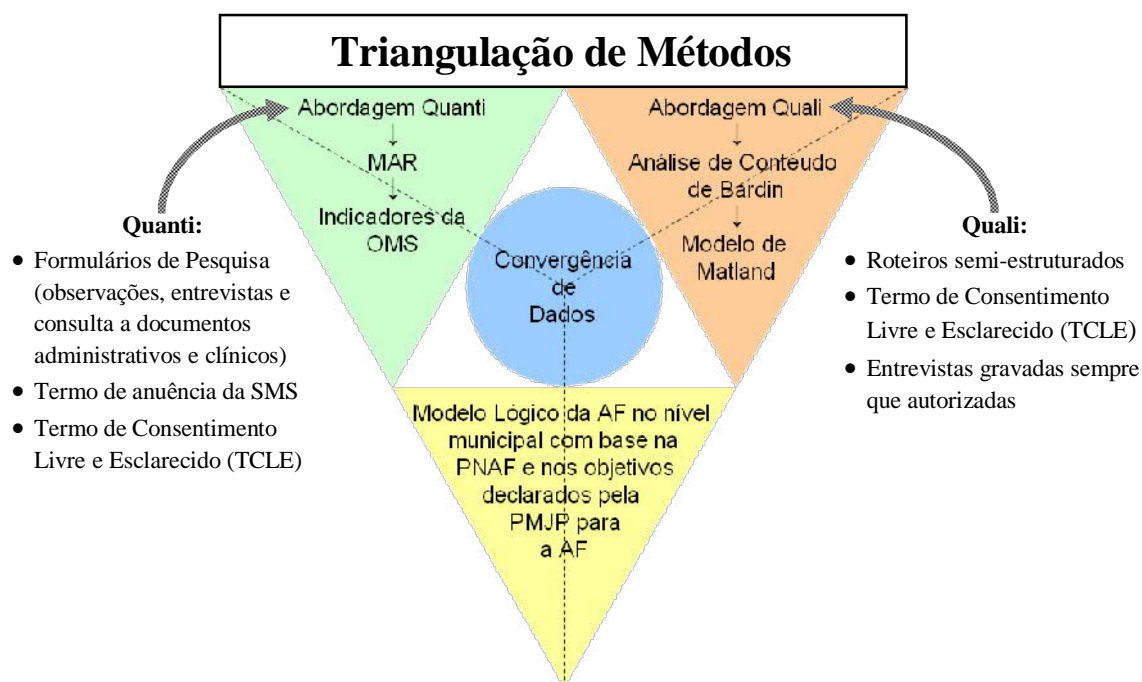 Triangulação de Métodos
Abordagem Quanti
MAR
Indicadores da
OMS
Abordagem Quali
Análise de Conteúdo
de Bardin
Modelo de
Matland
Convergência
de
Dados
Modelo Lógico da AF no nível
municipal com base na
PNAF e nos objetivos
declarados pela
PMJP para
a AF
Quanti:
• Formulários de Pesquisa
(observações, entrevistas e
consulta a documentos
administrativos e clínicos)
• Termo de anuência da SMS
• Termo de Consentimento
Livre e Esclarecido (TCLE)
Quali:
• Roteiros semi-estruturados
• Termo de Consentimento
Livre e Esclarecido (TCLE)
• Entrevistas gravadas sempre
que autorizadas